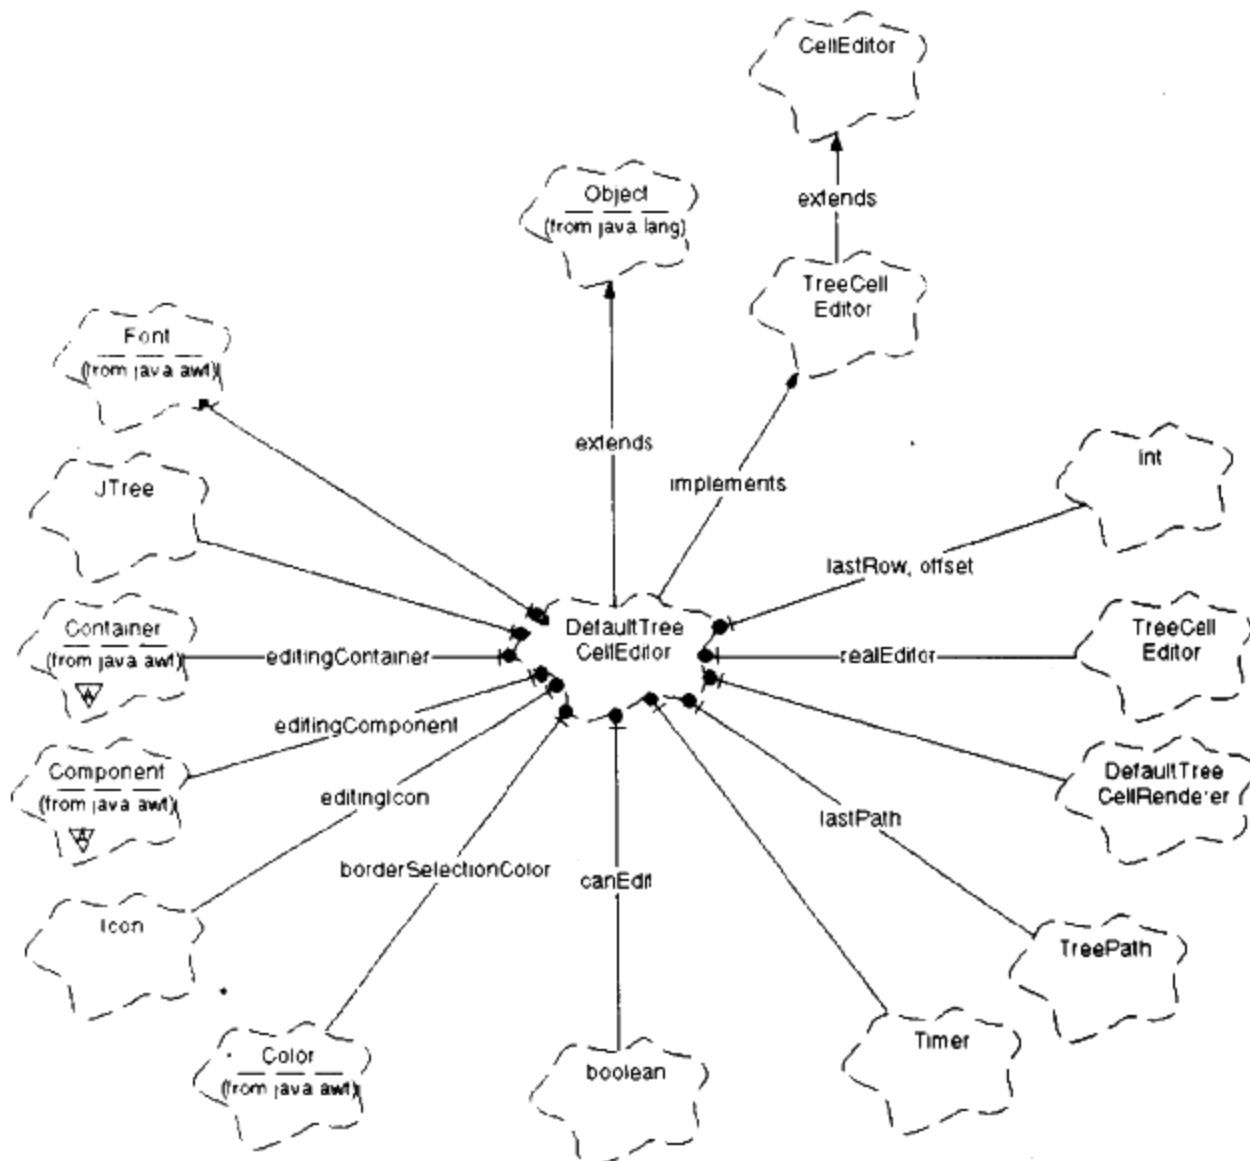 CellEditor
Object
(from java lang)
extends
TreeCell
Editor
Font
(from java awt)
extends
implements
int
JTree
lastRow, offset
Container
(from java awt)
A
editingContainer
DefaultTree
CellEditor
realEditor
TreeCell
Editor
editingComponent
Component
(from java awt)
A
editingIcon
DefaultTree
CellRenderer
lastPath
borderSelectionColor
canEdit
Icon
TreePath
Color
(from java awt)
boolean
Timer